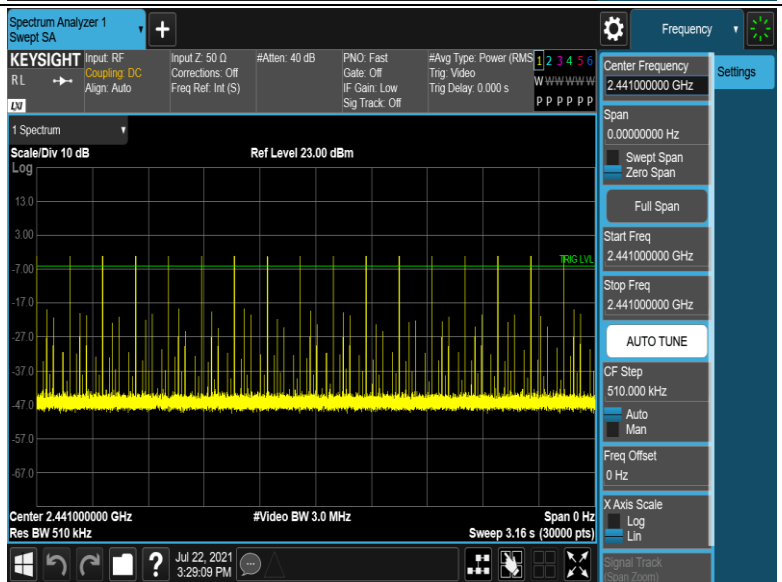 Spectrum Analyzer 1
Swept SA
Frequency
KEYSIGHT
RL
LXI
Input: RF
Coupling: DC
Align: Auto
Input Z: 50 Ω
Corrections: Off
Freq Ref: Int (S)
#Atten: 40 dB
PNO: Fast
Gate: Off
IF Gain: Low
Sig Track: Off
#Avg Type: Power (RMS
Trig: Video
Trig Delay: 0.000 s
1 2 3 4 5 6
W W W W W W
P P P P P P
1 Spectrum
Scale/Div 10 dB
Ref Level 23.00 dBm
Log
13.0
3.00
TRIG LVL
-7.00
-17.0
-27.0
-37.0
-47.0
-57.0
-67.0
Center 2.441000000 GHz
#Video BW 3.0 MHz
Span 0 Hz
Res BW 510 kHz
Sweep 3.16 s (30000 pts)
Center Frequency
2.441000000 GHz
Settings
Span
0.00000000 Hz
Swept Span
Zero Span
Full Span
Start Freq
2.441000000 GHz
Stop Freq
2.441000000 GHz
AUTO TUNE
CF Step
510.000 kHz
Auto
Man
Freq Offset
0 Hz
X Axis Scale
Log
Lin
Signal Track
(Span Zoom)
?
Jul 22, 2021
3:29:09 PM